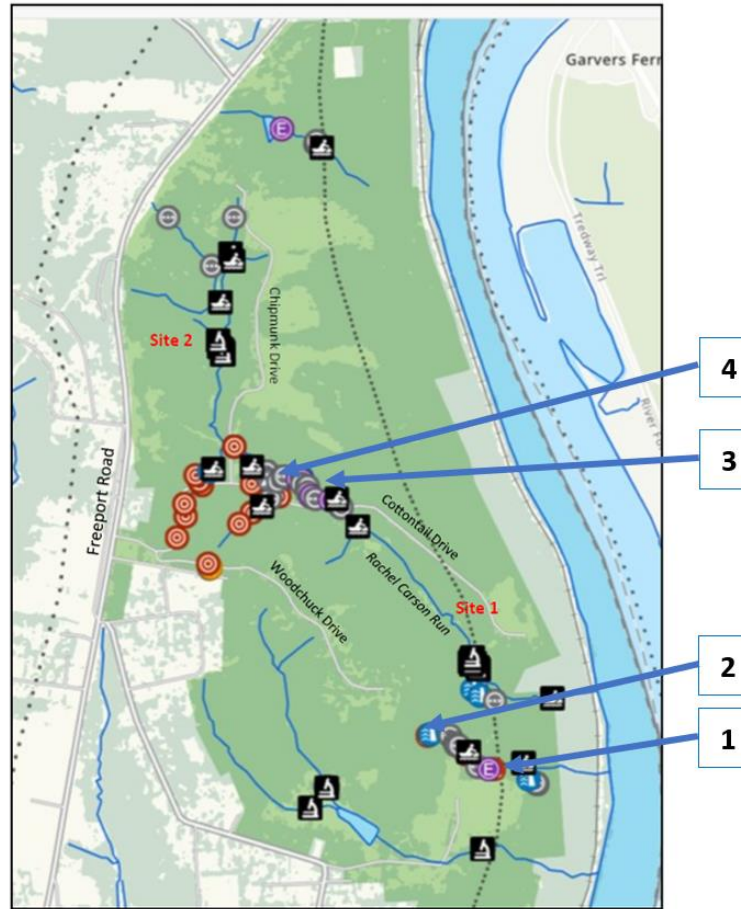 Garvers Ferr
Tredway Trl
River Fo
Chipmunk Drive
Site 2
4
3
Freeport Road
Cottontail Drive
Rachel Carson Run
Site 1
Woodchuck Drive
2
1
E
E